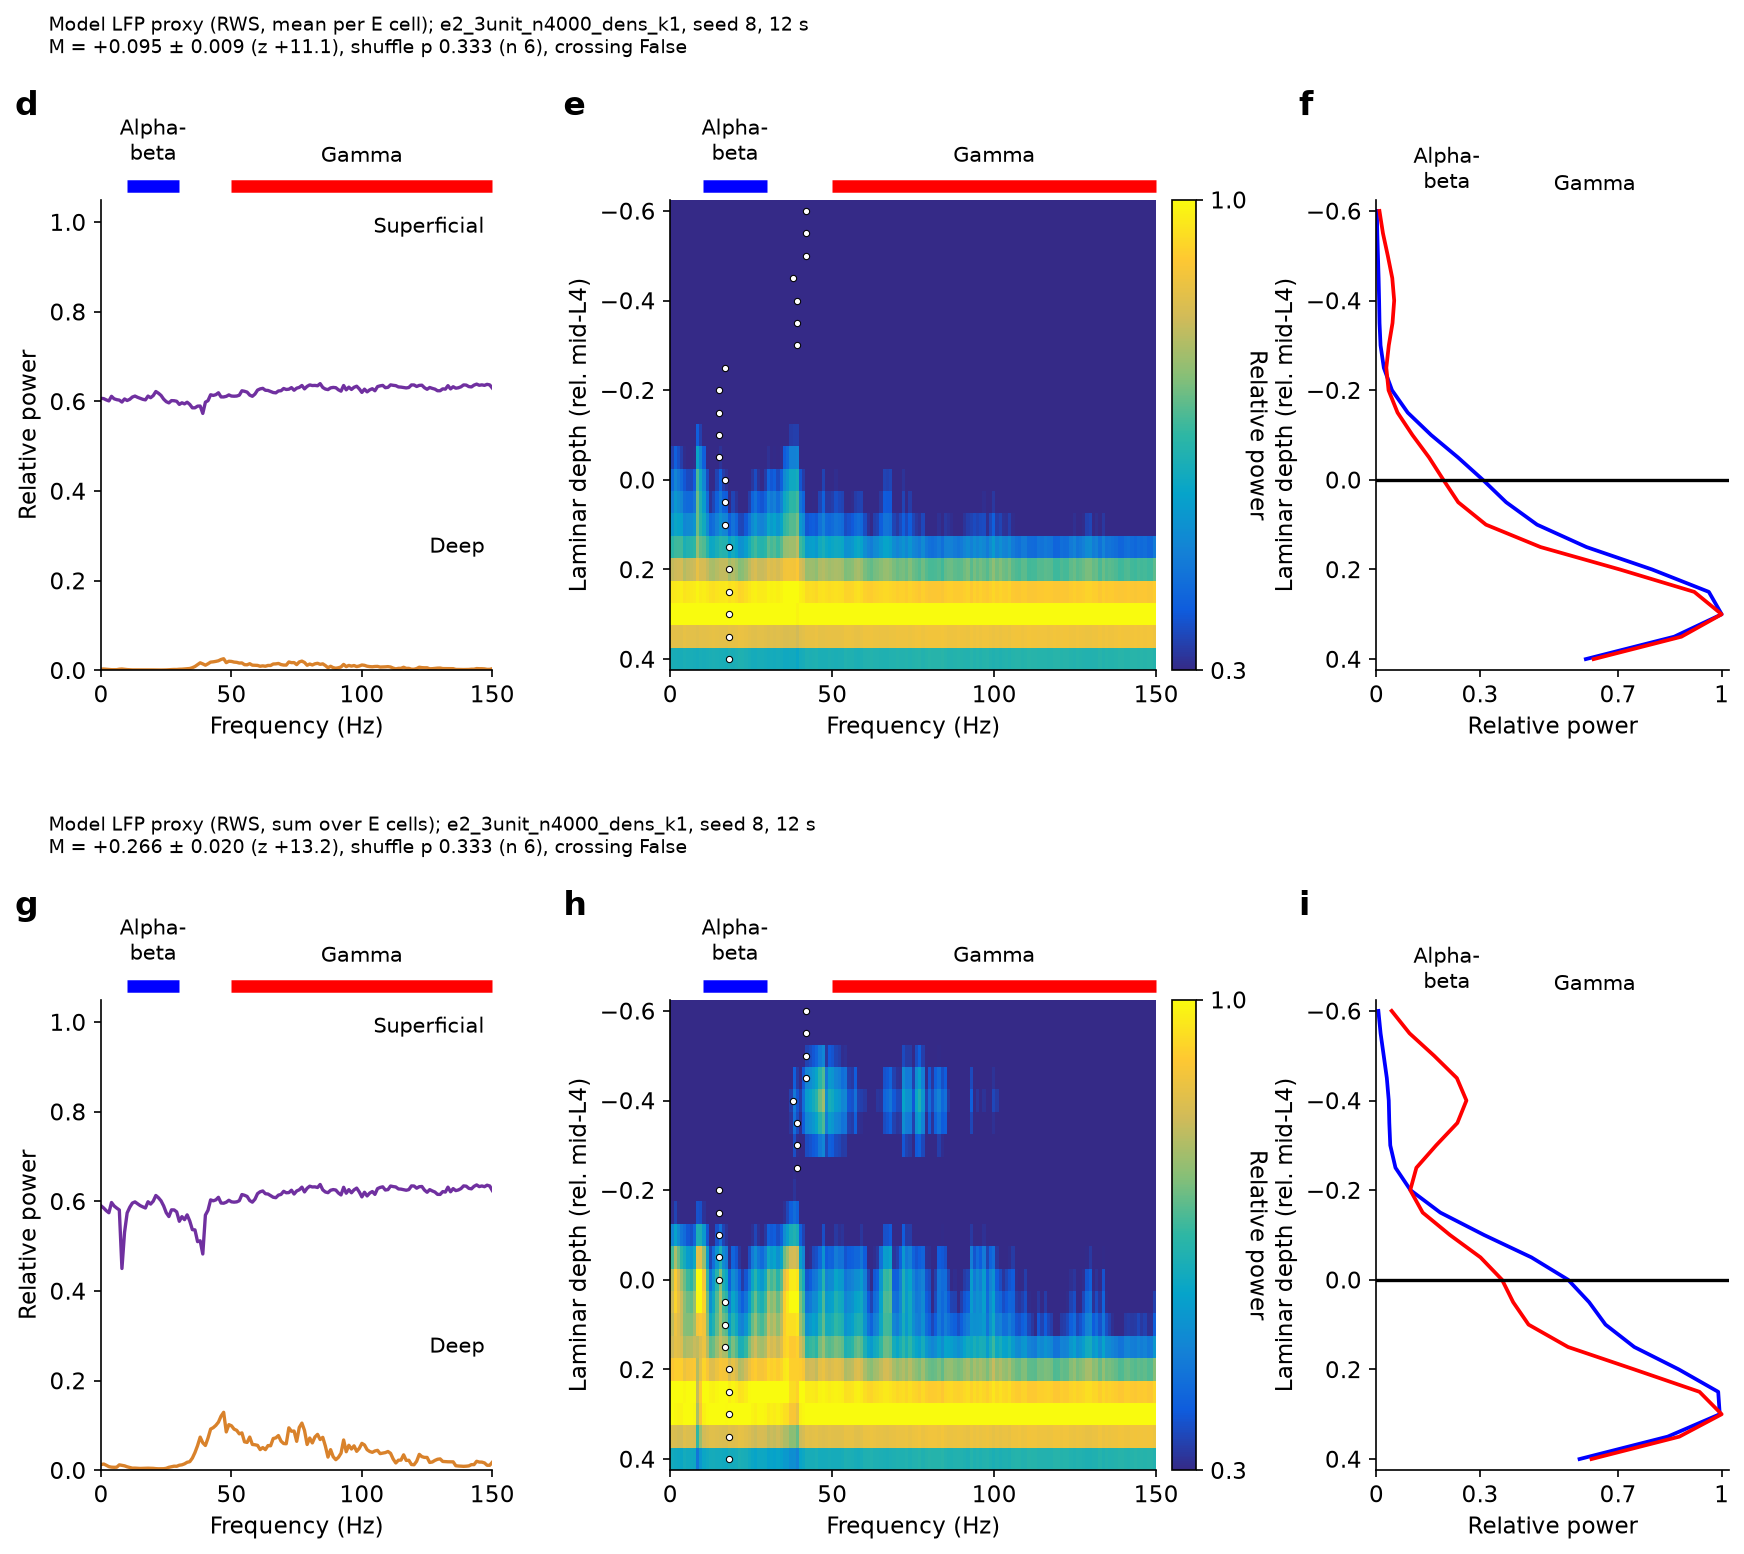 Model LFP proxy (RWS, mean per E cell); e2_3unit_n4000_dens_k1, seed 8, 12 s
M = +0.095 ± 0.009 (z +11.1), shuffle p 0.333 (n 6), crossing False
d
Alpha-
beta
Gamma
Superficial
Deep
1.0
0.8
0.6
0.4
0.2
0.0
0
50
100
150
Relative power
Frequency (Hz)
e
Alpha-
beta
Gamma
−0.6
−0.4
−0.2
0.0
0.2
0.4
0
50
100
150
Laminar depth (rel. mid-L4)
Frequency (Hz)
1.0
0.3
Relative power
f
Alpha-
beta
Gamma
−0.6
−0.4
−0.2
0.0
0.2
0.4
0
0.3
0.7
1
Laminar depth (rel. mid-L4)
Relative power
Model LFP proxy (RWS, sum over E cells); e2_3unit_n4000_dens_k1, seed 8, 12 s
M = +0.266 ± 0.020 (z +13.2), shuffle p 0.333 (n 6), crossing False
g
Alpha-
beta
Gamma
Superficial
Deep
1.0
0.8
0.6
0.4
0.2
0.0
0
50
100
150
Relative power
Frequency (Hz)
h
Alpha-
beta
Gamma
−0.6
−0.4
−0.2
0.0
0.2
0.4
0
50
100
150
Laminar depth (rel. mid-L4)
Frequency (Hz)
1.0
0.3
Relative power
i
Alpha-
beta
Gamma
−0.6
−0.4
−0.2
0.0
0.2
0.4
0
0.3
0.7
1
Laminar depth (rel. mid-L4)
Relative power